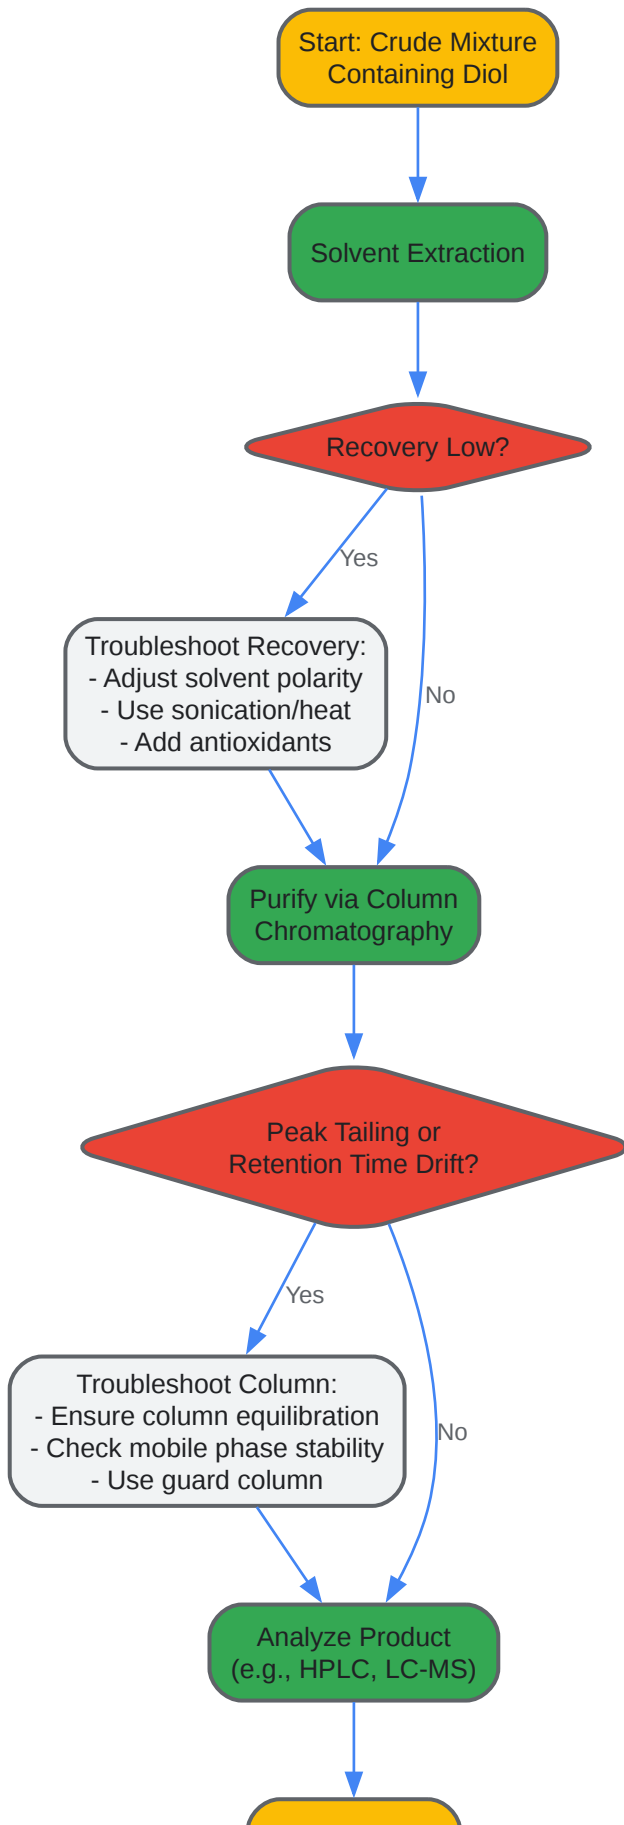 Start: Crude Mixture
Containing Diol
Solvent Extraction
Recovery Low?
Yes
No
Troubleshoot Recovery:
- Adjust solvent polarity
- Use sonication/heat
- Add antioxidants
Purify via Column
Chromatography
Peak Tailing or
Retention Time Drift?
Yes
No
Troubleshoot Column:
- Ensure column equilibration
- Check mobile phase stability
- Use guard column
Analyze Product
(e.g., HPLC, LC-MS)